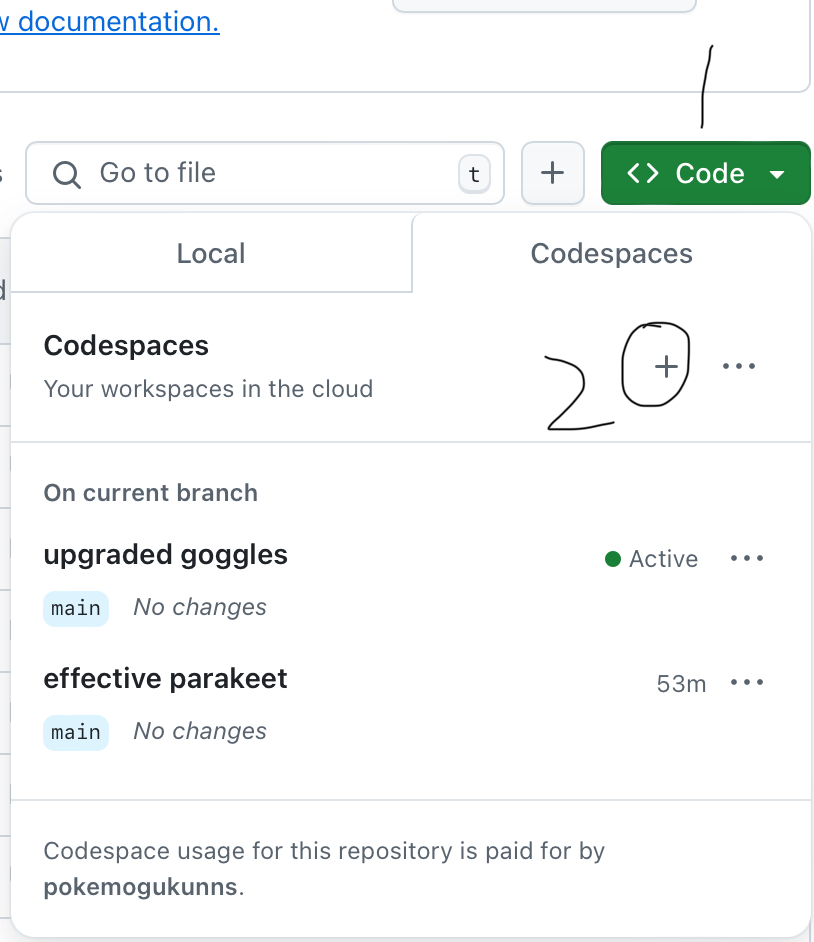 documentation.
1
Go to file t + <> Code
Local Codespaces
Codespaces
2 + ...
Your workspaces in the cloud
On current branch
upgraded goggles Active ...
main No changes
effective parakeet 53m ...
main No changes
Codespace usage for this repository is paid for by
pokemogukunns.